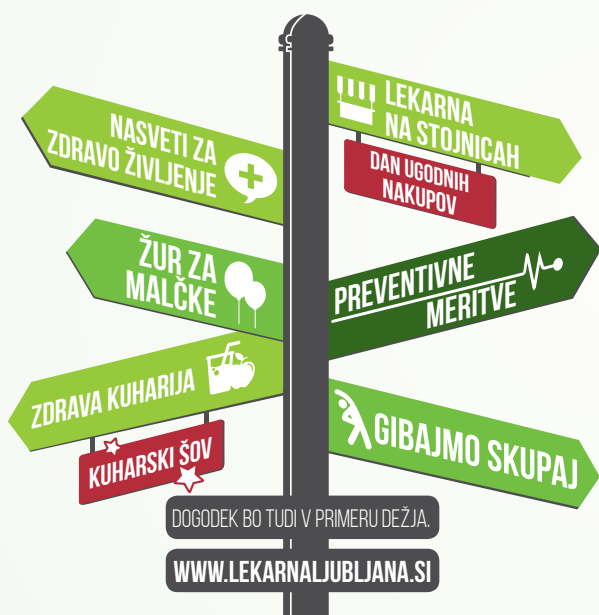 NASVETI ZA
ZDRAVO ŽIVLJENJE
LEKARNA
NA STOJNICAH
DAN UGODNIH
NAKUPOV
ŽUR ZA
MALČKE
PREVENTIVNE
MERITVE
ZDRAVA KUHARIJA
KUHARSKI ŠOV
GIBAJMO SKUPAJ
DOGODEK BO TUDI V PRIMERU DEŽJA.
WWW.LEKARNALJUBLJANA.SI